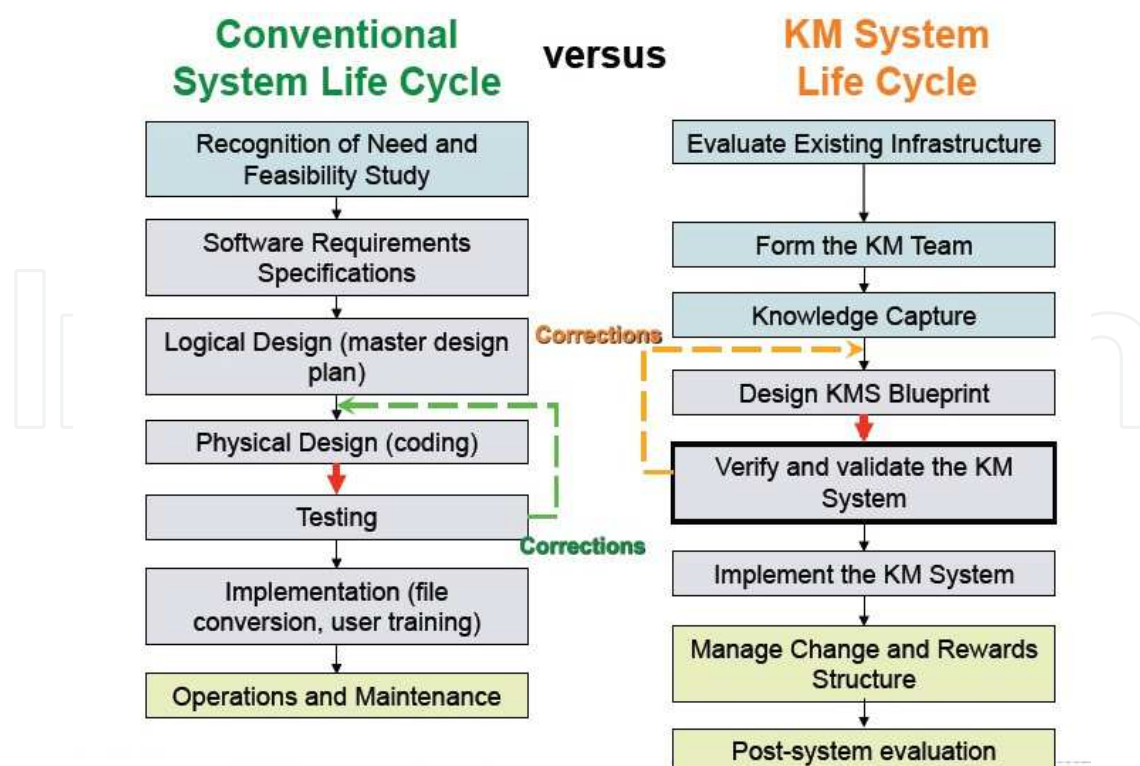 Conventional
System Life Cycle
versus
KM System
Life Cycle
Recognition of Need and
Feasibility Study
Software Requirements
Specifications
Logical Design (master design
plan)
Physical Design (coding)
Testing
Corrections
Implementation (file
conversion, user training)
Operations and Maintenance
Evaluate Existing Infrastructure
Form the KM Team
Knowledge Capture
Corrections
Design KMS Blueprint
Verify and validate the KM
System
Implement the KM System
Manage Change and Rewards
Structure
Post-system evaluation